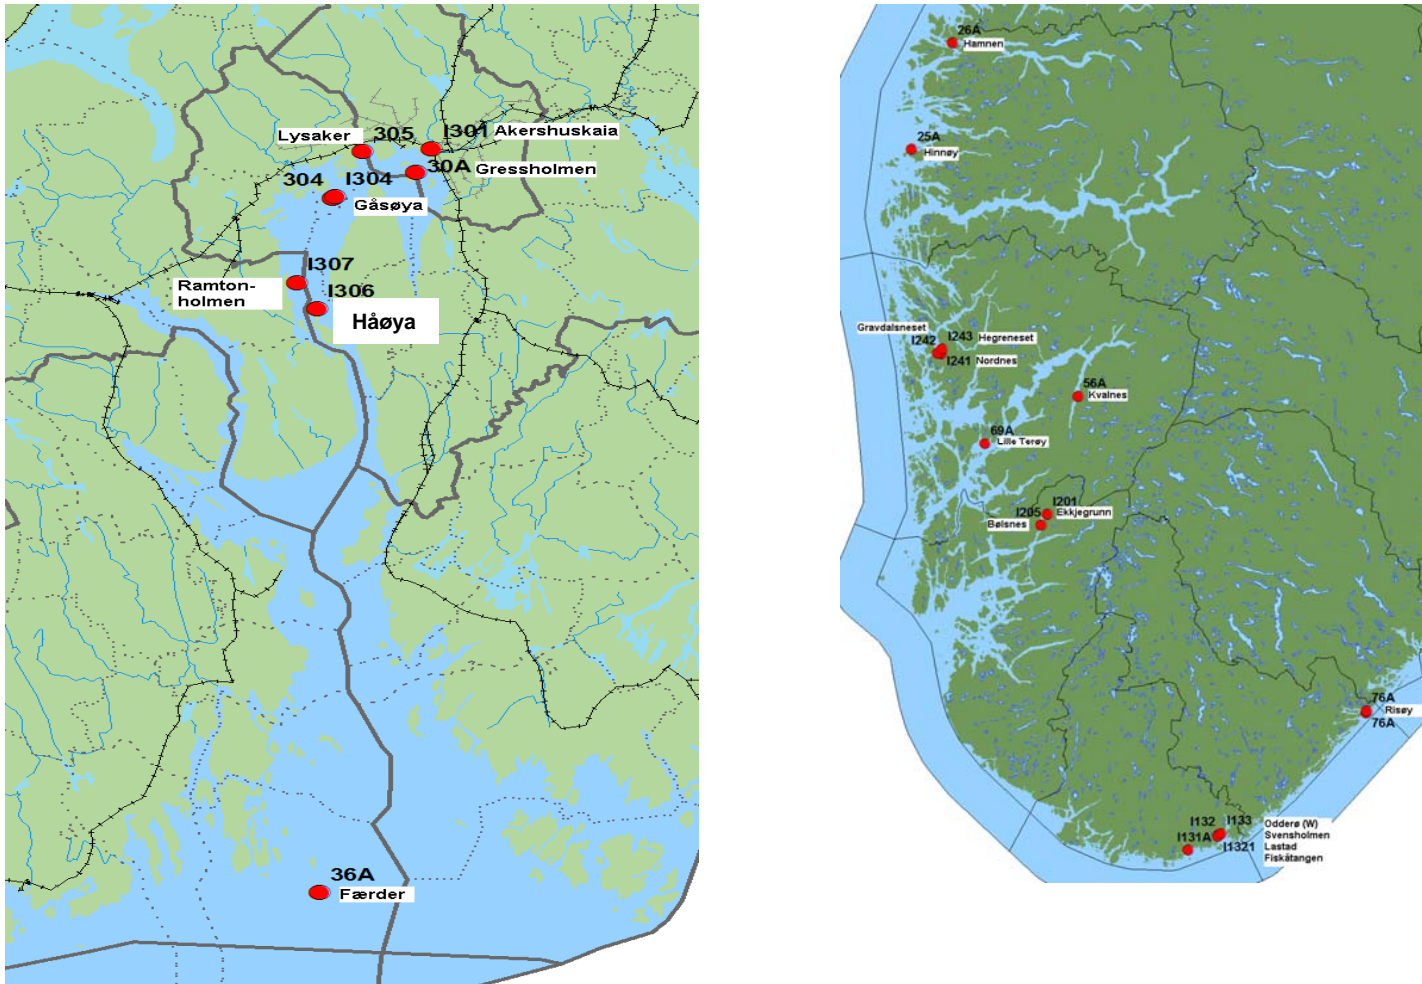 Lysaker
305
I301
Akershuskaia
30A
Gressholmen
304
I304
Gåsøya
I307
Ramton-
holmen
I306
Håøya
36A
Færder
26A
Hamnen
25A
Hinnøy
Gravdalsneset
I242
I243
Hegreneset
I241
Nordnes
56A
Kvalnes
69A
Lille Terøy
I201
Ekkjegrunn
I205
Bølsnes
76A
Risøy
76A
I132
I133
I131A
I1321
Odderø (W)
Svensholmen
Lastad
Fiskåtangen